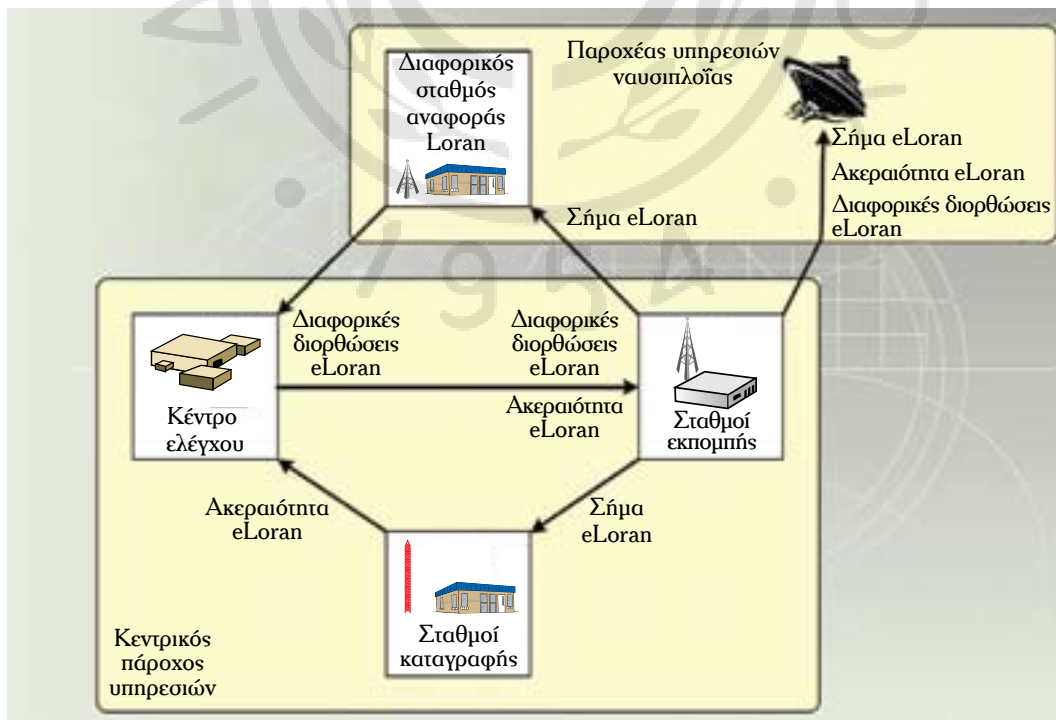 Διαφορικός
σταθμός
αναφοράς
Loran
Παροχέας υπηρεσιών
ναυσιπλοΐας
Σήμα eLoran
Ακεραιότητα eLoran
Διαφορικές διορθώσεις
eLoran
Σήμα eLoran
Διαφορικές
διορθώσεις
eLoran
Διαφορικές
διορθώσεις
eLoran
Ακεραιότητα
eLoran
Κέντρο
ελέγχου
Σταθμοί
εκπομπής
Ακεραιότητα
eLoran
Σήμα
eLoran
Σταθμοί
καταγραφής
Κεντρικός
πάροχος
υπηρεσιών
1954